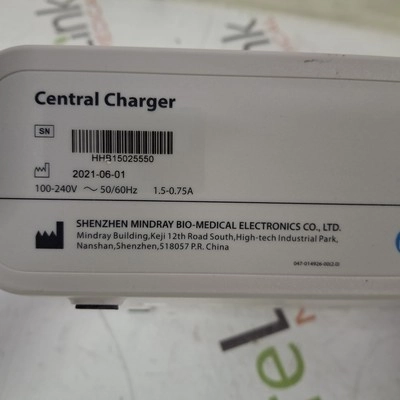 Central Charger
SN
HHB15025550
2021-06-01
100-240V ~ 50/60Hz 1.5-0.75A
SHENZHEN MINDRAY BIO-MEDICAL ELECTRONICS CO., LTD.
Mindray Building,Keji 12th Road South,High-tech Industrial Park,
Nanshan,Shenzhen,518057 P.R. China